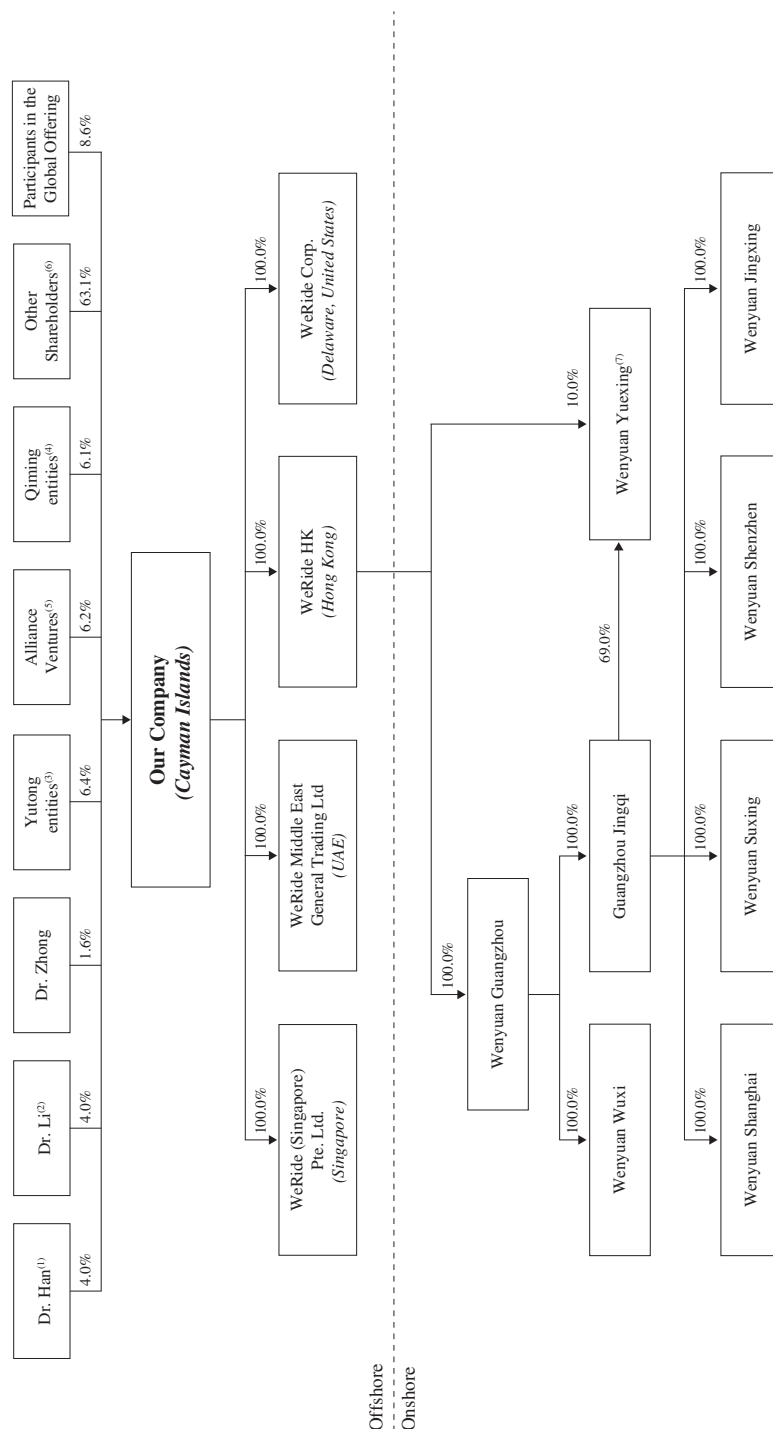 Dr. Han(1)
Dr. Li(2)
Dr. Zhong
Yutong
entities(3)
Alliance
Ventures(5)
Qiming
entities(4)
Other
Shareholders(6)
Participants in the
Global Offering
4.0%
4.0%
1.6%
6.4%
6.2%
6.1%
63.1%
8.6%
Our Company
(Cayman Islands)
100.0%
100.0%
100.0%
100.0%
WeRide (Singapore)
Pte. Ltd.
(Singapore)
WeRide Middle East
General Trading Ltd
(UAE)
WeRide HK
(Hong Kong)
WeRide Corp.
(Delaware, United States)
Offshore
Onshore
100.0%
10.0%
Wenyuan Guangzhou
100.0%
100.0%
Wenyuan Wuxi
Guangzhou Jingqi
69.0%
Wenyuan Yuexing(7)
100.0%
100.0%
100.0%
100.0%
Wenyuan Shanghai
Wenyuan Suxing
Wenyuan Shenzhen
Wenyuan Jingxing